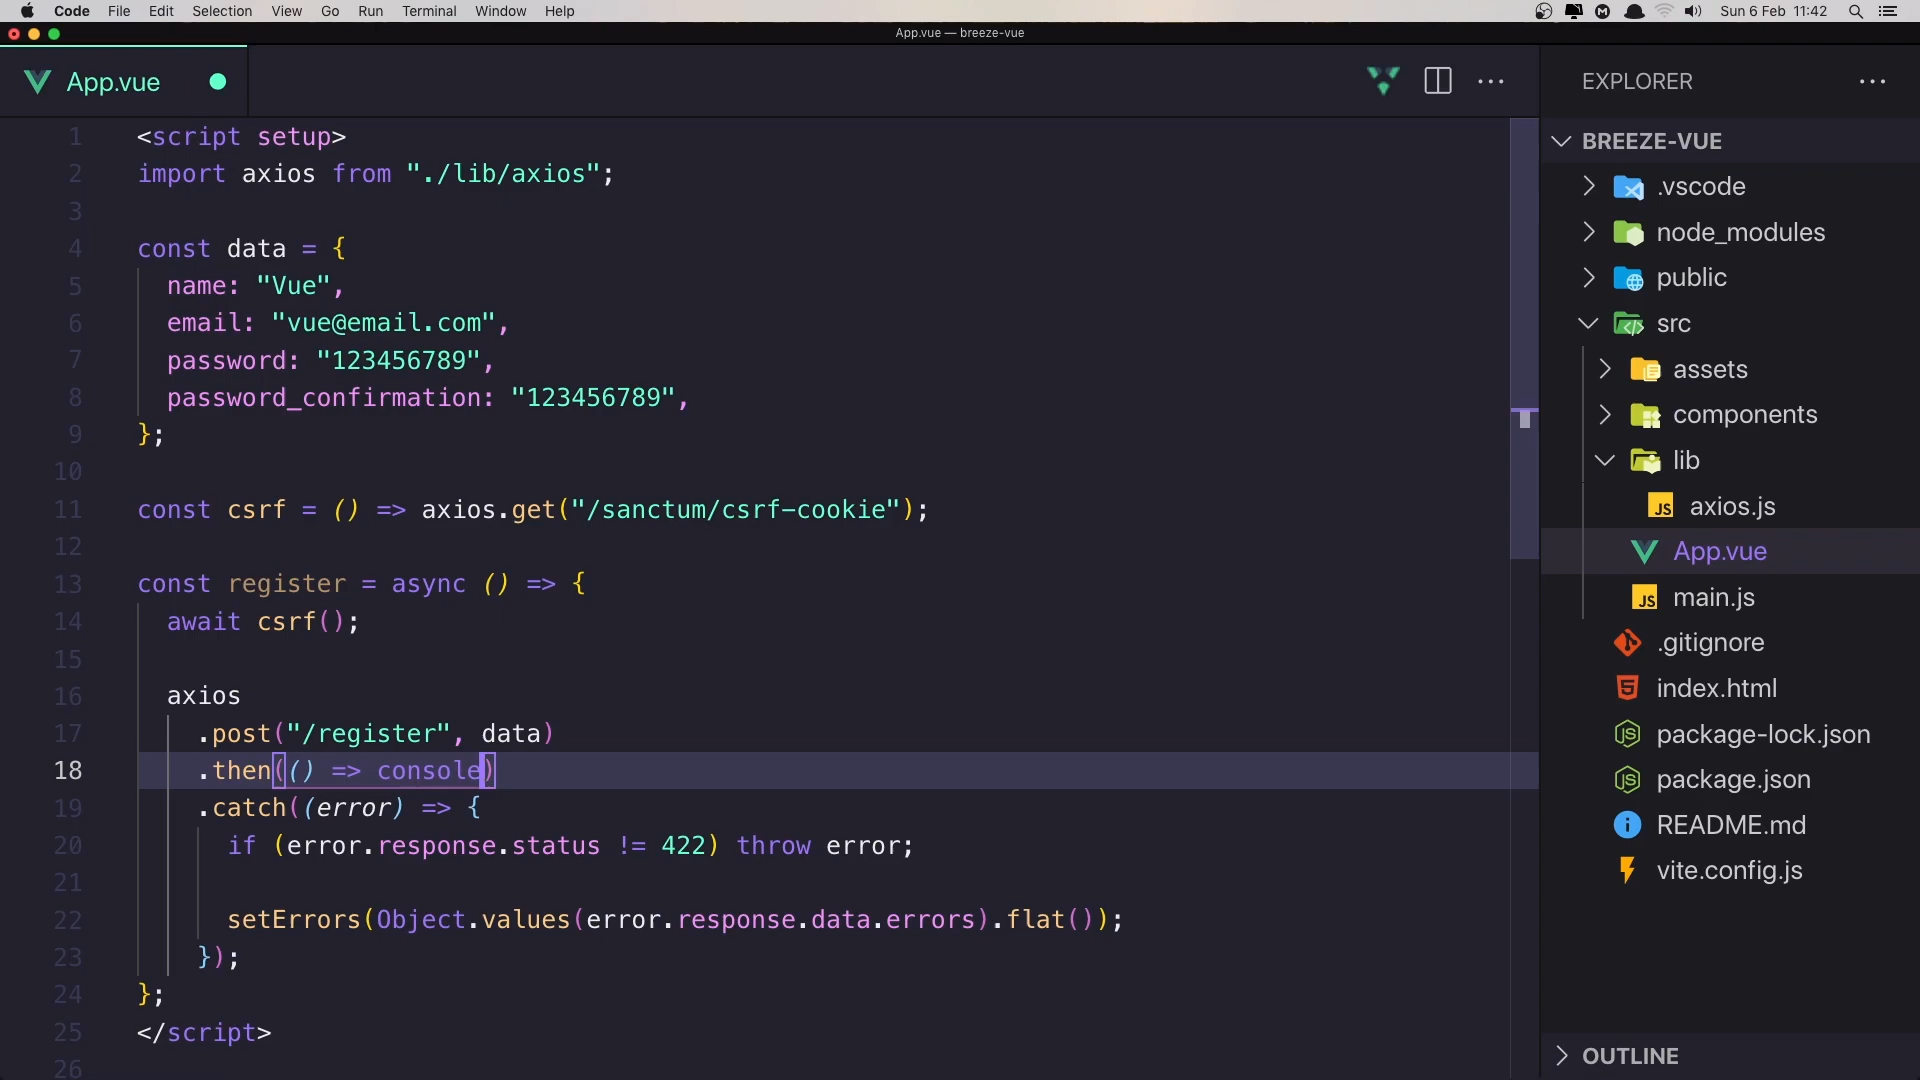 Code File Edit Selection View Go Run Terminal Window Help Sun 6 Feb 11:42
App.vue — breeze-vue
App.vue
1 <script setup>
2 import axios from "./lib/axios";
3
4 const data = {
5 name: "Vue",
6 email: "vue@email.com",
7 password: "123456789",
8 password_confirmation: "123456789",
9 };
10
11 const csrf = () => axios.get("/sanctum/csrf-cookie");
12
13 const register = async () => {
14 await csrf();
15
16 axios
17 .post("/register", data)
18 .then(() => console)
19 .catch((error) => {
20 if (error.response.status != 422) throw error;
21
22 setErrors(Object.values(error.response.data.errors).flat());
23 });
24 };
25 </script>
26
EXPLORER
BREEZE-VUE
.vscode
node_modules
public
src
assets
components
lib
JS axios.js
App.vue
JS main.js
.gitignore
5 index.html
JS package-lock.json
JS package.json
i README.md
vite.config.js
OUTLINE